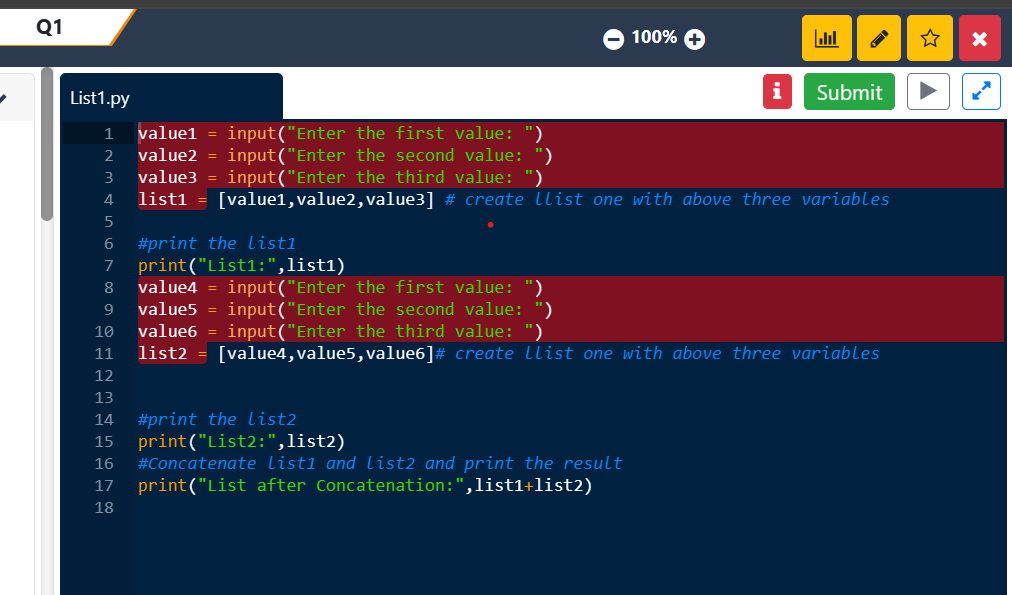 Q1
100%
List1.py
Submit
1 value1 = input("Enter the first value: ")
2 value2 = input("Enter the second value: ")
3 value3 = input("Enter the third value: ")
4 list1 = [value1,value2,value3] # create llist one with above three variables
5
6 #print the list1
7 print("List1:",list1)
8 value4 = input("Enter the first value: ")
9 value5 = input("Enter the second value: ")
10 value6 = input("Enter the third value: ")
11 list2 = [value4,value5,value6]# create llist one with above three variables
12
13
14 #print the list2
15 print("List2:",list2)
16 #Concatenate list1 and list2 and print the result
17 print("List after Concatenation:",list1+list2)
18